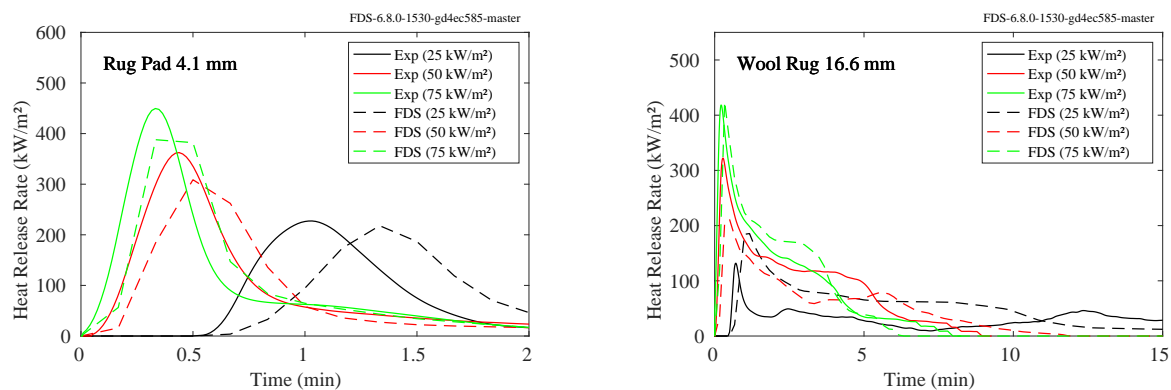 FDS-6.8.0-1530-gd4ec585-master
Rug Pad 4.1 mm
Exp (25 kW/m²)
Exp (50 kW/m²)
Exp (75 kW/m²)
FDS (25 kW/m²)
FDS (50 kW/m²)
FDS (75 kW/m²)
Heat Release Rate (kW/m²)
600
500
400
300
200
100
0
0 0.5 1 1.5 2
Time (min)
FDS-6.8.0-1530-gd4ec585-master
Wool Rug 16.6 mm
Exp (25 kW/m²)
Exp (50 kW/m²)
Exp (75 kW/m²)
FDS (25 kW/m²)
FDS (50 kW/m²)
FDS (75 kW/m²)
Heat Release Rate (kW/m²)
500
400
300
200
100
0
0 5 10 15
Time (min)